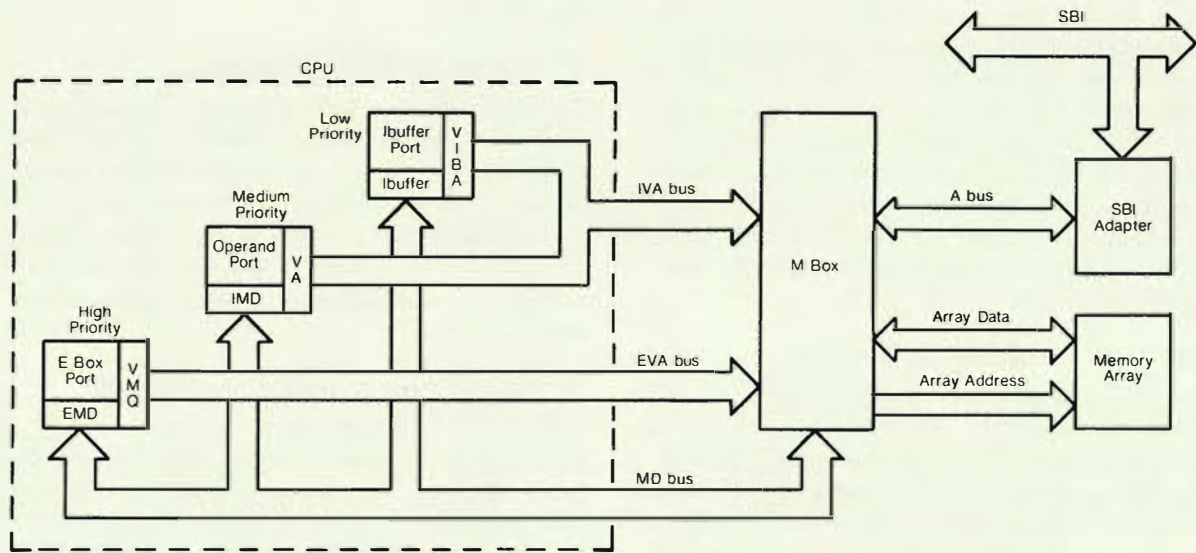 SBI
CPU
Low
Priority
Ibuffer
Port
Ibuffer
V
I
B
A
IVA bus
A bus
SBI
Adapter
M Box
Medium
Priority
Operand
Port
IMD
V
A
High
Priority
E Box
Port
EMD
V
M
Q
EVA bus
Array Data
Array Address
Memory
Array
MD bus